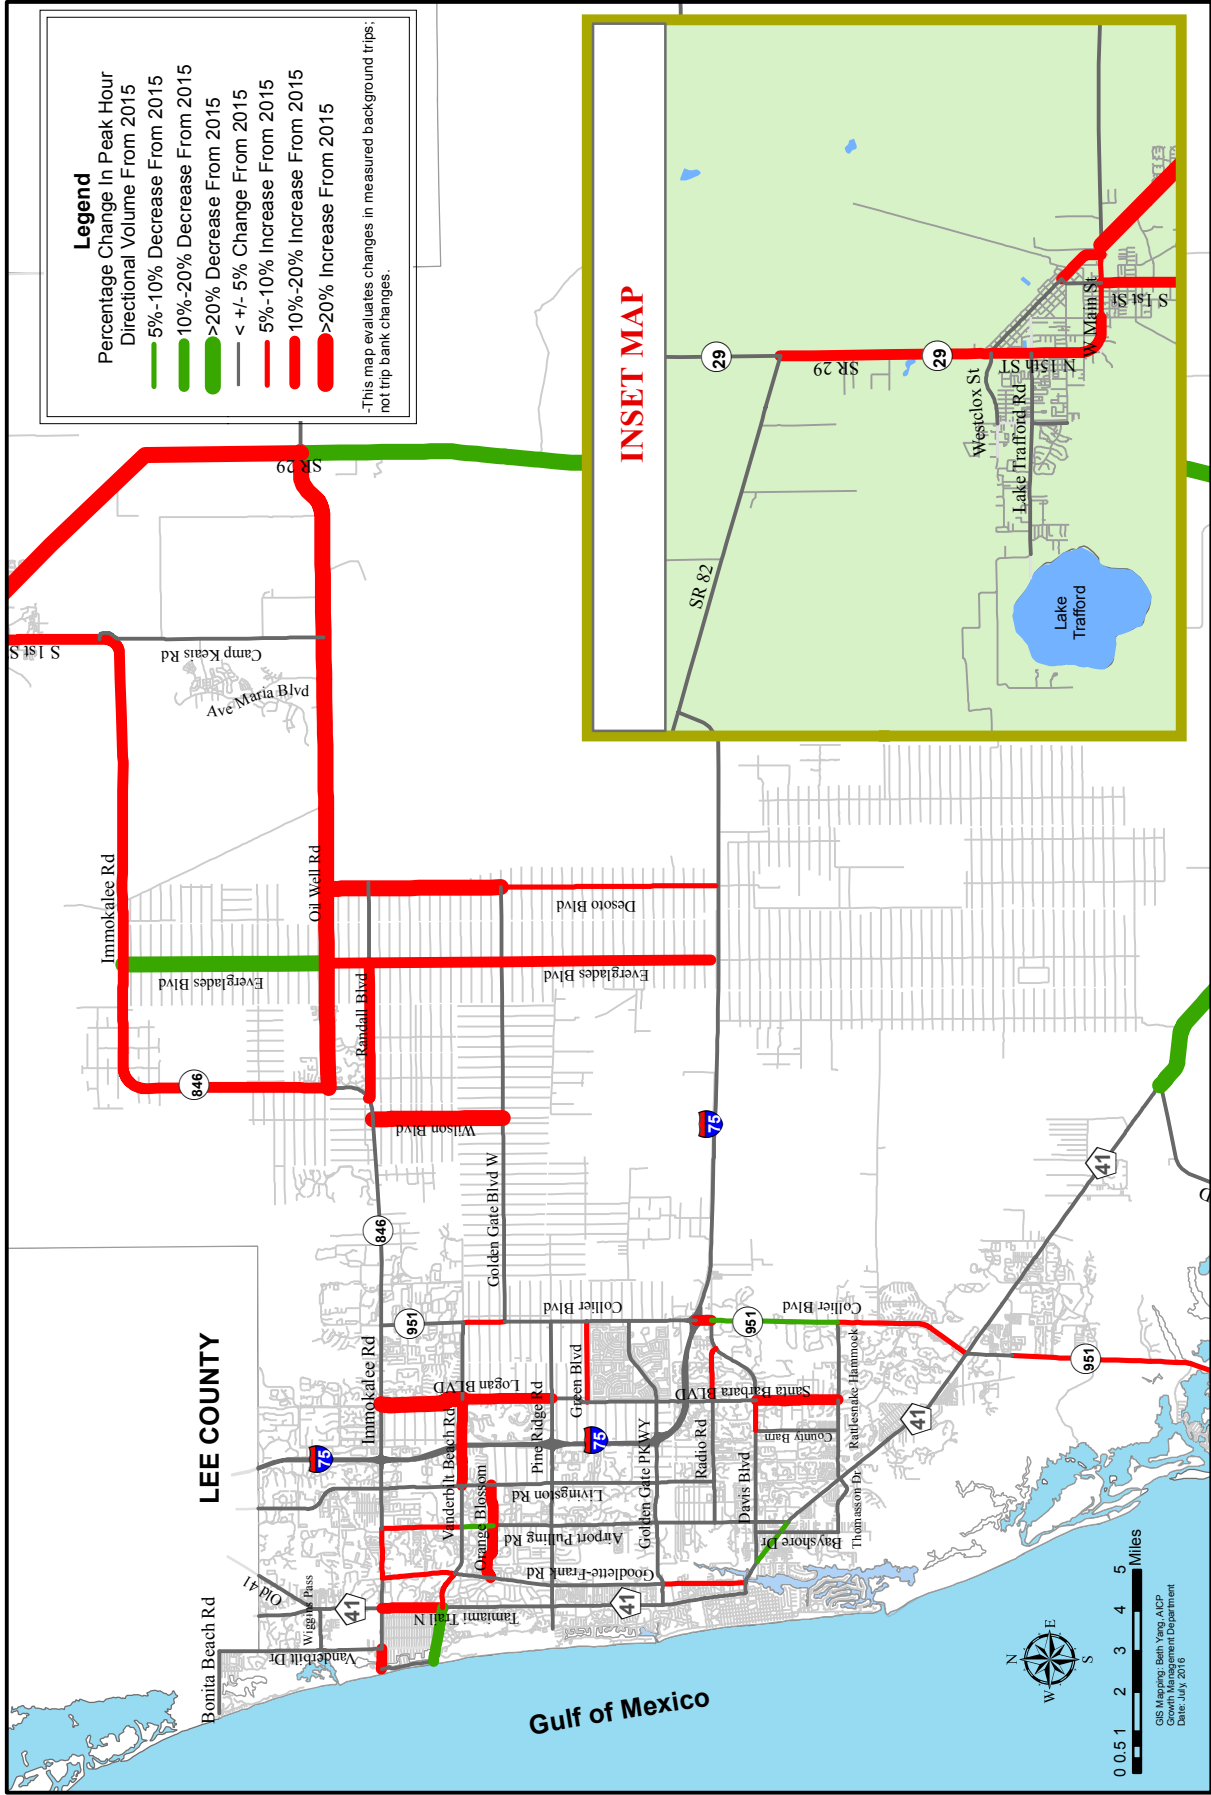 Legend
Percentage Change In Peak Hour
Directional Volume From 2015
5%-10% Decrease From 2015
10%-20% Decrease From 2015
>20% Decrease From 2015
< +/- 5% Change From 2015
5%-10% Increase From 2015
10%-20% Increase From 2015
>20% Increase From 2015
-This map evaluates changes in measured background trips;
not trip bank changes.
INSET MAP
SR 82
29
SR 29
29
Westclox St
N 15th ST
Lake Trafford Rd
W Main St
S 1st St
Lake
Trafford
LEE COUNTY
Bonita Beach Rd
Old 41
Wiggins Pass
Vanderbilt Dr
41
75
Immokalee Rd
951
846
846
Immokalee Rd
S 1st S
Camp Keais Rd
Ave Maria Blvd
SR 29
Oil Well Rd
Everglades Blvd
Randall Blvd
Wilson Blvd
Golden Gate Blvd W
Desoto Blvd
Everglades Blvd
Tamiami Trail N
Vanderbilt Beach Rd
Logan BLVD
Orange Blossom
Pine Ridge Rd
Livingston Rd
Airport Pulling Rd
Goodlette-Frank Rd
41
75
Green Blvd
Collier Blvd
Golden Gate PKWY
Santa Barbara BLVD
Radio Rd
75
Davis Blvd
951
County Barn
Collier Blvd
Bayshore Dr
Thomasson Dr
Rattlesnake Hammock
41
951
41
D
Gulf of Mexico
N
W
E
S
0 0.5 1 2 3 4 5
Miles
GIS Mapping: Beth Yang, AICP
Growth Management Department
Date: July, 2016